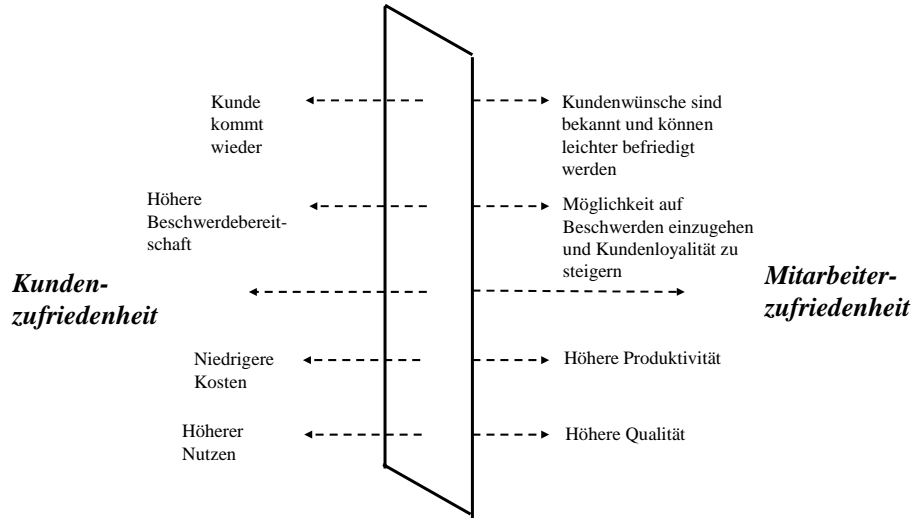 Kunde
kommt
wieder
Kundenwünsche sind
bekannt und können
leichter befriedigt
werden
Höhere
Beschwerdebereit-
schaft
Möglichkeit auf
Beschwerden einzugehen
und Kundenloyalität zu
steigern
Kunden-
zufriedenheit
Mitarbeiter-
zufriedenheit
Niedrigere
Kosten
Höhere Produktivität
Höherer
Nutzen
Höhere Qualität